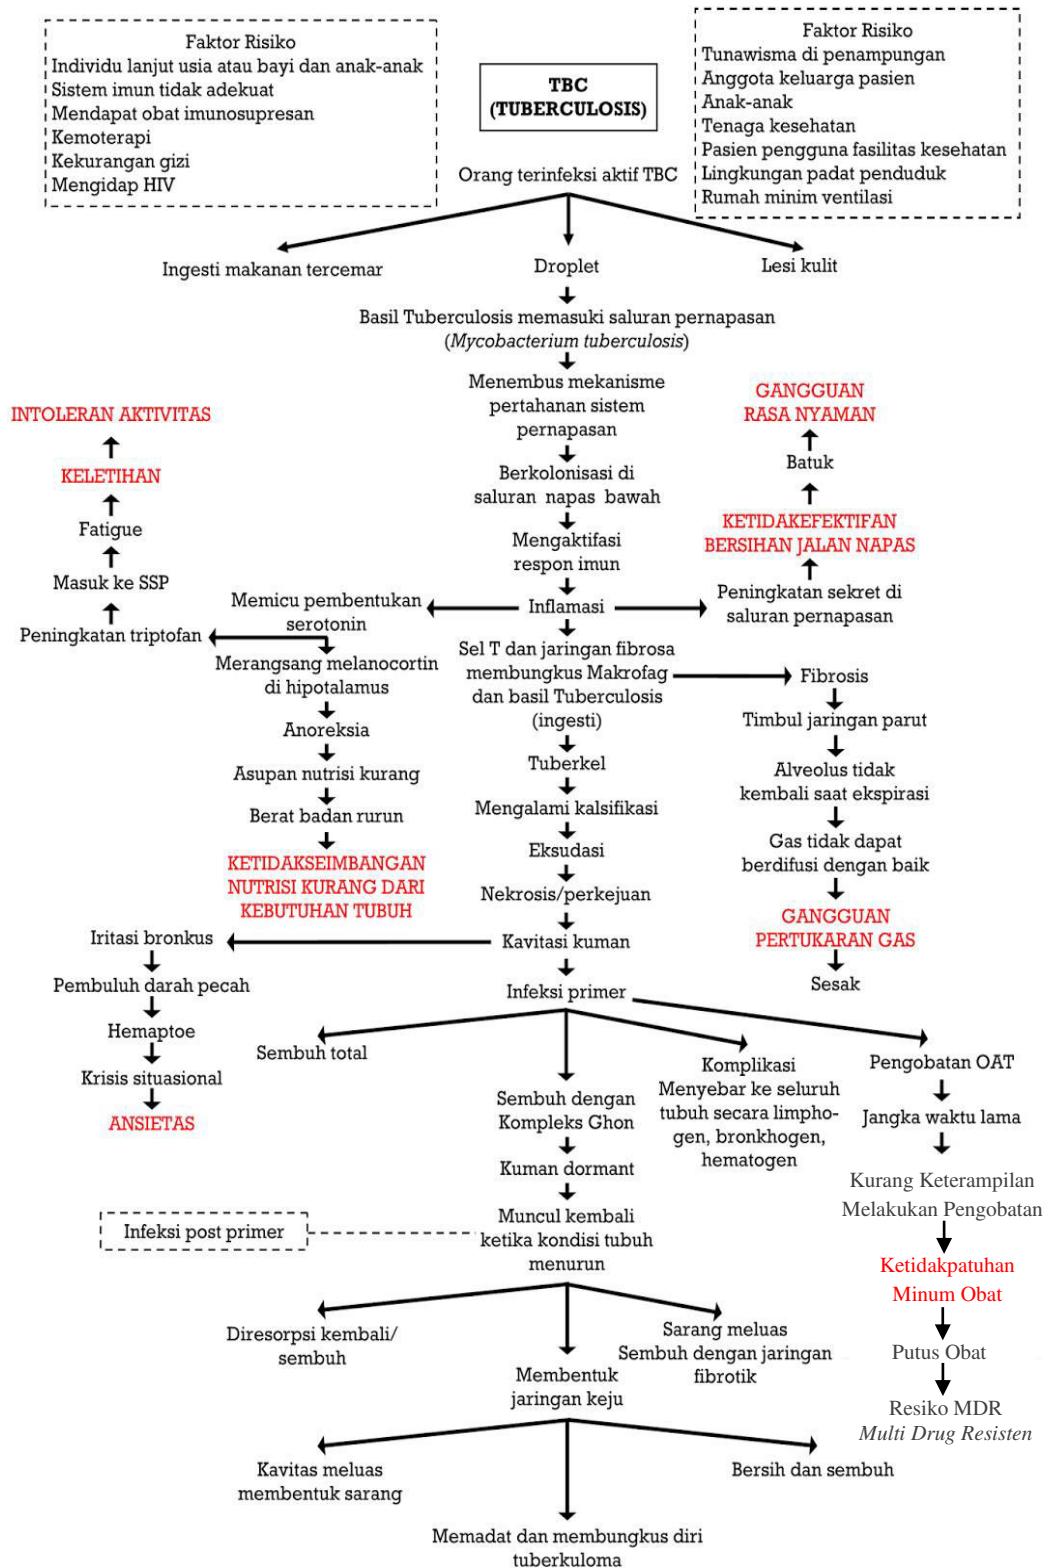 Faktor Risiko
Individu lanjut usia atau bayi dan anak-anak
Sistem imun tidak adekuat
Mendapat obat imunosupresan
Kemoterapi
Kekurangan gizi
Mengidap HIV
TBC
(TUBERCULOSIS)
Faktor Risiko
Tunawisma di penampungan
Anggota keluarga pasien
Anak-anak
Tenaga kesehatan
Pasien pengguna fasilitas kesehatan
Lingkungan padat penduduk
Rumah minim ventilasi
Orang terinfeksi aktif TBC
Ingesti makanan tercemar
Droplet
Lesi kulit
Basil Tuberculosis memasuki saluran pernapasan
(Mycobacterium tuberculosis)
Menembus mekanisme
pertahanan sistem
pernapasan
Berkolonisasi di
saluran napas bawah
Mengaktifasi
respon imun
Inflamasi
INTOLERAN AKTIVITAS
KELETIHAN
Fatigue
Masuk ke SSP
Peningkatan triptofan
Memicu pembentukan
serotonin
GANGGUAN
RASA NYAMAN
Batuk
KETIDAKEFEKTIFAN
BERSIHAN JALAN NAPAS
Peningkatan sekret di
saluran pernapasan
Merangsang melanocortin
di hipotalamus
Anoreksia
Asupan nutrisi kurang
Berat badan rurun
KETIDAKSEIMBANGAN
NUTRISI KURANG DARI
KEBUTUHAN TUBUH
Sel T dan jaringan fibrosa
membungkus Makrofag
dan basil Tuberculosis
(ingesti)
Tuberkel
Mengalami kalsifikasi
Eksudasi
Nekrosis/perkejuan
Kavitasi kuman
Infeksi primer
Fibrosis
Timbul jaringan parut
Alveolus tidak
kembali saat ekspirasi
Gas tidak dapat
berdifusi dengan baik
GANGGUAN
PERTUKARAN GAS
Sesak
Iritasi bronkus
Pembuluh darah pecah
Hemaptoe
Krisis situasional
ANSIETAS
Sembuh total
Sembuh dengan
Kompleks Ghon
Kuman dormant
Muncul kembali
ketika kondisi tubuh
menurun
Infeksi post primer
Komplikasi
Menyebar ke seluruh
tubuh secara limpho-
gen, bronkhogen,
hematogen
Pengobatan OAT
Jangka waktu lama
Kurang Keterampilan
Melakukan Pengobatan
Ketidakpatuhan
Minum Obat
Putus Obat
Resiko MDR
Multi Drug Resisten
Diresorpsi kembali/
sembuh
Membentuk
jaringan keju
Sarang meluas
Sembuh dengan jaringan
fibrotik
Kavitas meluas
membentuk sarang
Memadat dan membungkus diri
tuberkuloma
Bersih dan sembuh